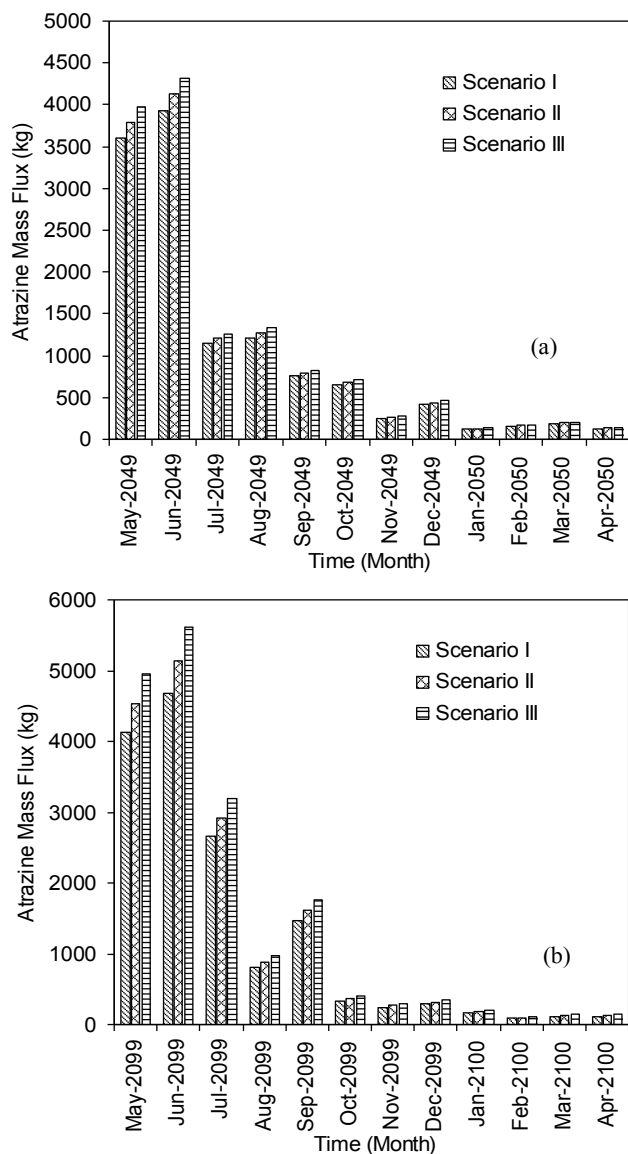 5000
4500
4000
3500
3000
2500
2000
1500
1000
500
0
Atrazine Mass Flux (kg)
Scenario I
Scenario II
Scenario III
(a)
May-2049
Jun-2049
Jul-2049
Aug-2049
Sep-2049
Oct-2049
Nov-2049
Dec-2049
Jan-2050
Feb-2050
Mar-2050
Apr-2050
Time (Month)
6000
5000
4000
3000
2000
1000
0
Atrazine Mass Flux (kg)
Scenario I
Scenario II
Scenario III
(b)
May-2099
Jun-2099
Jul-2099
Aug-2099
Sep-2099
Oct-2099
Nov-2099
Dec-2099
Jan-2100
Feb-2100
Mar-2100
Apr-2100
Time (Month)